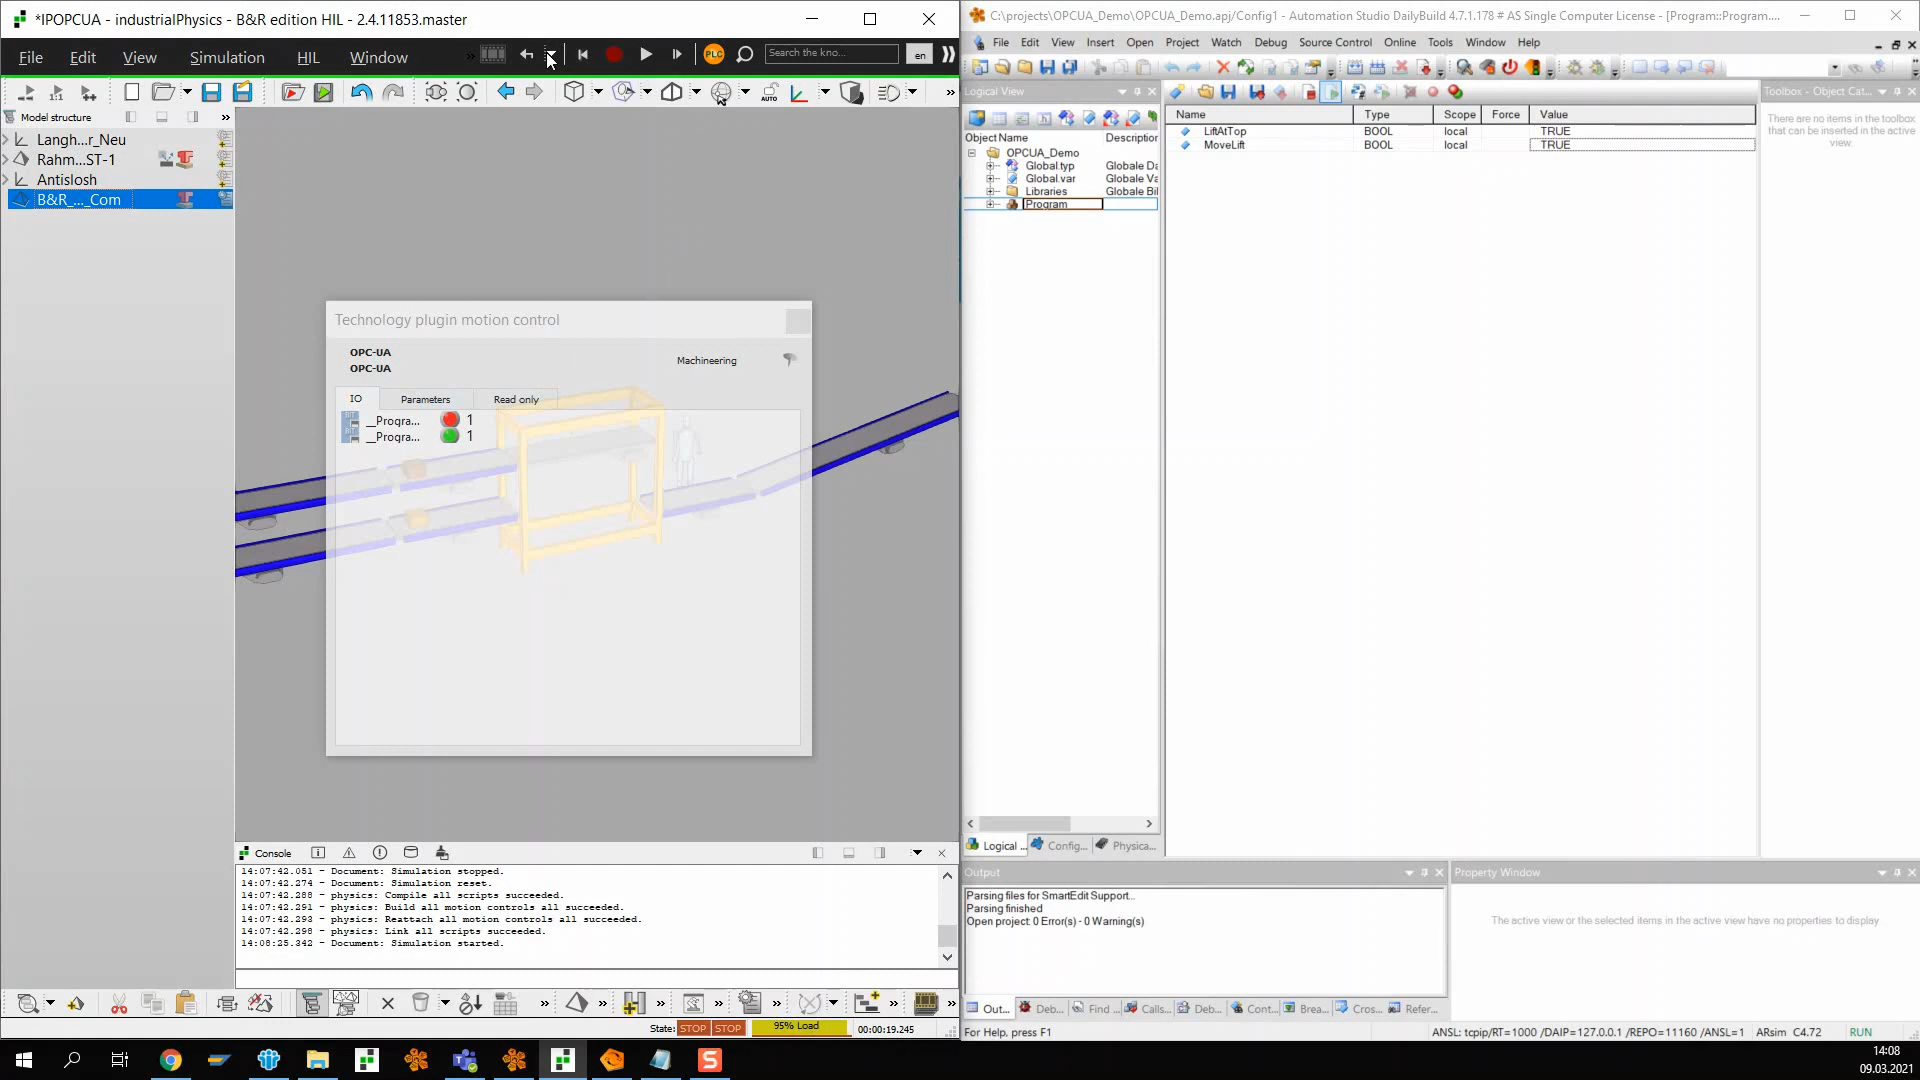 *IPOPCUA - industrialPhysics - B&R edition HIL - 2.4.11853.master
File Edit View Simulation HIL Window
PLC
Search the kno...
en
AUTO
Model structure
Langh...r_Neu
Rahm...ST-1
Antislosh
B&R_..._Com
Technology plugin motion control
OPC-UA
OPC-UA
Machineering
IO Parameters Read only
__Progra... 1
__Progra... 1
Console
14:07:42.051 - Document: Simulation stopped.
14:07:42.274 - Document: Simulation reset.
14:07:42.288 - physics: Compile all scripts succeeded.
14:07:42.291 - physics: Build all motion controls all succeeded.
14:07:42.293 - physics: Reattach all motion controls all succeeded.
14:07:42.298 - physics: Link all scripts succeeded.
14:08:25.342 - Document: Simulation started.
State: STOP STOP 95% Load 00:00:19.245
C:\projects\OPCUA_Demo\OPCUA_Demo.apj/Config1 - Automation Studio DailyBuild 4.7.1.178 # AS Single Computer License - [Program::Program....
File Edit View Insert Open Project Watch Debug Source Control Online Tools Window Help
Logical View
Object Name Description
OPCUA_Demo
Global.typ Globale Da
Global.var Globale Va
Libraries Globale Bil
Program
Logical ... Config... Physica...
Name Type Scope Force Value
LiftAtTop BOOL local TRUE
MoveLift BOOL local TRUE
Toolbox - Object Cat...
There are no items in the toolbox
that can be inserted in the active
view.
Output
Parsing files for SmartEdit Support...
Parsing finished
Open project: 0 Error(s) - 0 Warning(s)
Out... Deb... Find ... Calls... Deb... Cont... Brea... Cros... Refer...
Property Window
The active view or the selected items in the active view have no properties to display
For Help, press F1
ANSL: tcpip/RT=1000 /DAIP=127.0.0.1 /REPO=11160 /ANSL=1 ARsim C4.72 RUN
14:08
09.03.2021